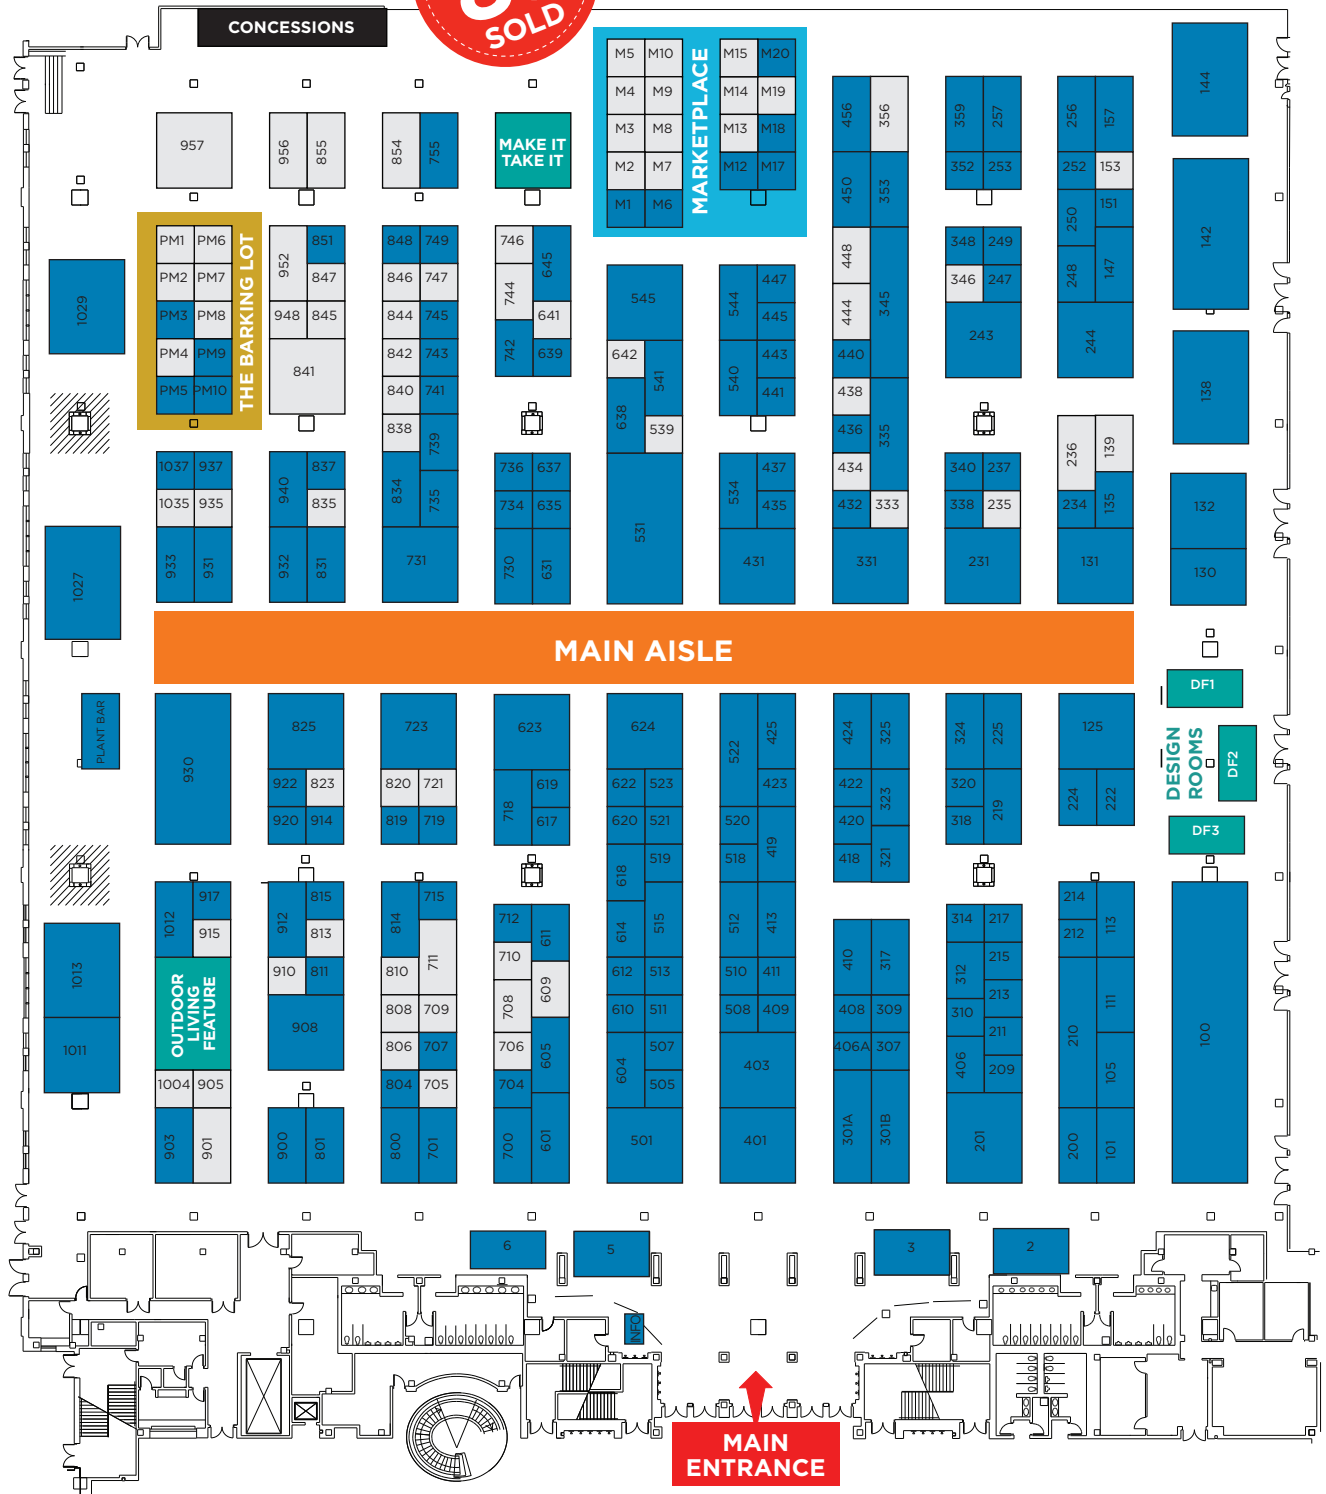 CONCESSIONS
SOLD
MARKETPLACE
M5 M10 M15 M20
M4 M9 M14 M19
M3 M8 M13 M18
M2 M7 M12 M17
M1 M6
957 956 855 854 755
MAKE IT
TAKE IT
456 356 359 257 256 157 144
450 353 352 253 252 153
250 151 142
THE BARKING LOT
PM1 PM6
PM2 PM7
PM3 PM8
PM4 PM9
PM5 PM10
1029
952 851 848 749 746 645
847 846 747 744
948 845 844 745 641
841 842 743 742 639
840 741
838 739
545 544 447
445
642 541 540 443
638 539 441
448 345 348 249 248 147
444 346 247
440 243 244 138
438
436 335
434
432 333
236 139
1037 937 940 837 834 735 736 637
1035 935 835 734 635
933 931 932 831 731 730 631
531 534 437
435
431 331
340 237
338 235 234 135 132
231 131 130
1027
MAIN AISLE
PLANT BAR
930 825 723 623 624 522 425 424 325 324 225 125
DF1
DESIGN
ROOMS
DF2
DF3
922 823 820 721 718 619 622 523 423 422 323 320 219 224 222
920 914 819 719 617 620 521 520 419 420 318
618 519 518 418 321
1012 917 912 815 814 715 712 611
915 813 711 710
614 515 512 413 410 317
314 217 214 113
312 215 212
1013
OUTDOOR
LIVING
FEATURE
910 811 810 708 609 612 513 510 411
908 808 709 610 511 508 409 408 309 310 213
210 111 100
1011
806 707 706 605 604 507 403 406A 307 406 211
1004 905 804 705 704 505 209 105
903 901 900 801 800 701 700 601 501 401 301A 301B 201 200 101
6 5 3 2
INFO
MAIN
ENTRANCE